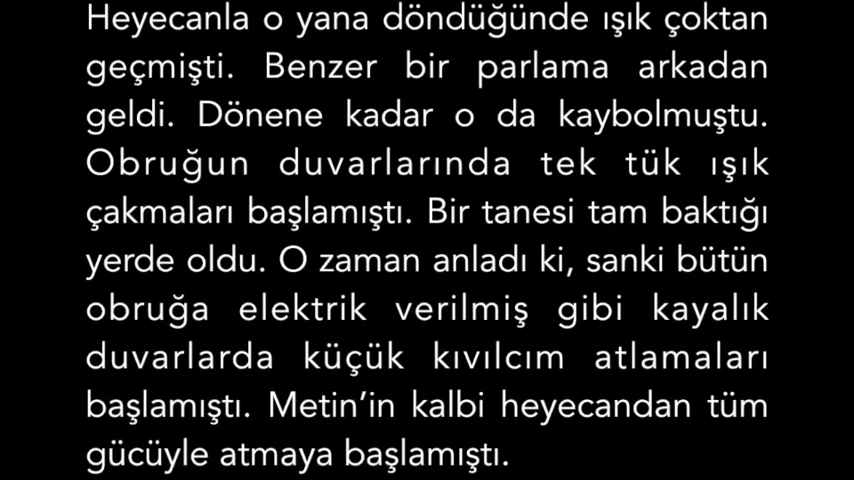 Heyecanla o yana döndüğünde ışık çoktan
geçmişti. Benzer bir parlama arkadan
geldi. Dönene kadar o da kaybolmuştu.
Obruğun duvarlarında tek tük ışık
çakmaları başlamıştı. Bir tanesi tam baktığı
yerde oldu. O zaman anladı ki, sanki bütün
obruğa elektrik verilmiş gibi kayalık
duvarlarda küçük kıvılcım atlamaları
başlamıştı. Metin’in kalbi heyecandan tüm
gücüyle atmaya başlamıştı.